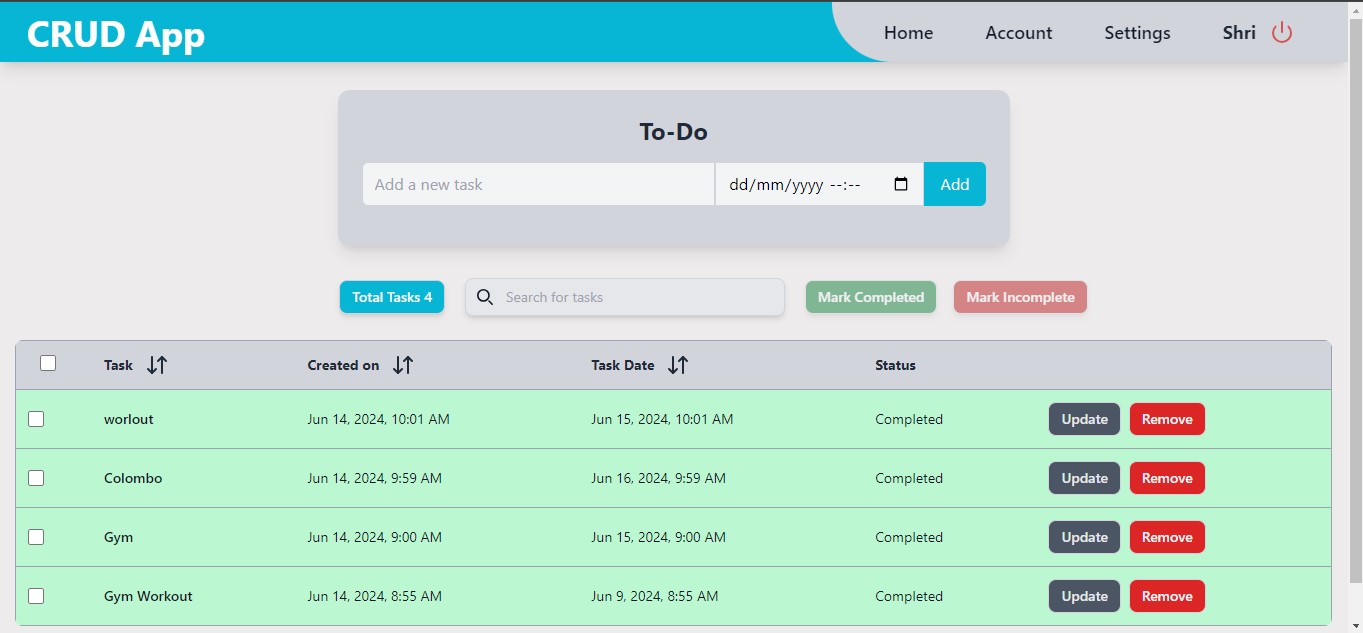 CRUD App Home Account Settings Shri
To-Do
Add a new task dd/mm/yyyy --:-- Add
Total Tasks 4 Search for tasks Mark Completed Mark Incomplete
Task Created on Task Date Status
worlout Jun 14, 2024, 10:01 AM Jun 15, 2024, 10:01 AM Completed Update Remove
Colombo Jun 14, 2024, 9:59 AM Jun 16, 2024, 9:59 AM Completed Update Remove
Gym Jun 14, 2024, 9:00 AM Jun 15, 2024, 9:00 AM Completed Update Remove
Gym Workout Jun 14, 2024, 8:55 AM Jun 9, 2024, 8:55 AM Completed Update Remove